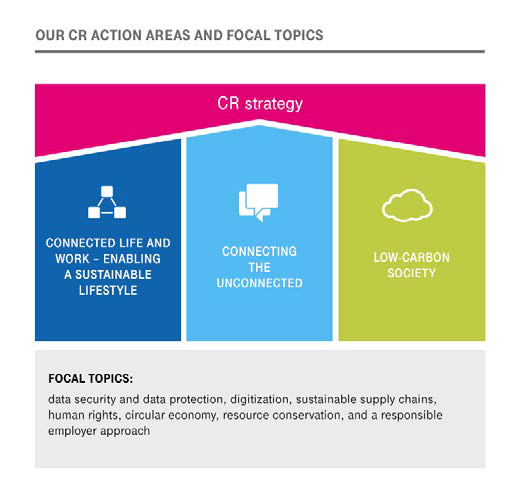 OUR CR ACTION AREAS AND FOCAL TOPICS
CR strategy
CONNECTED LIFE AND
WORK – ENABLING
A SUSTAINABLE
LIFESTYLE
CONNECTING
THE
UNCONNECTED
LOW-CARBON
SOCIETY
FOCAL TOPICS:
data security and data protection, digitization, sustainable supply chains,
human rights, circular economy, resource conservation, and a responsible
employer approach